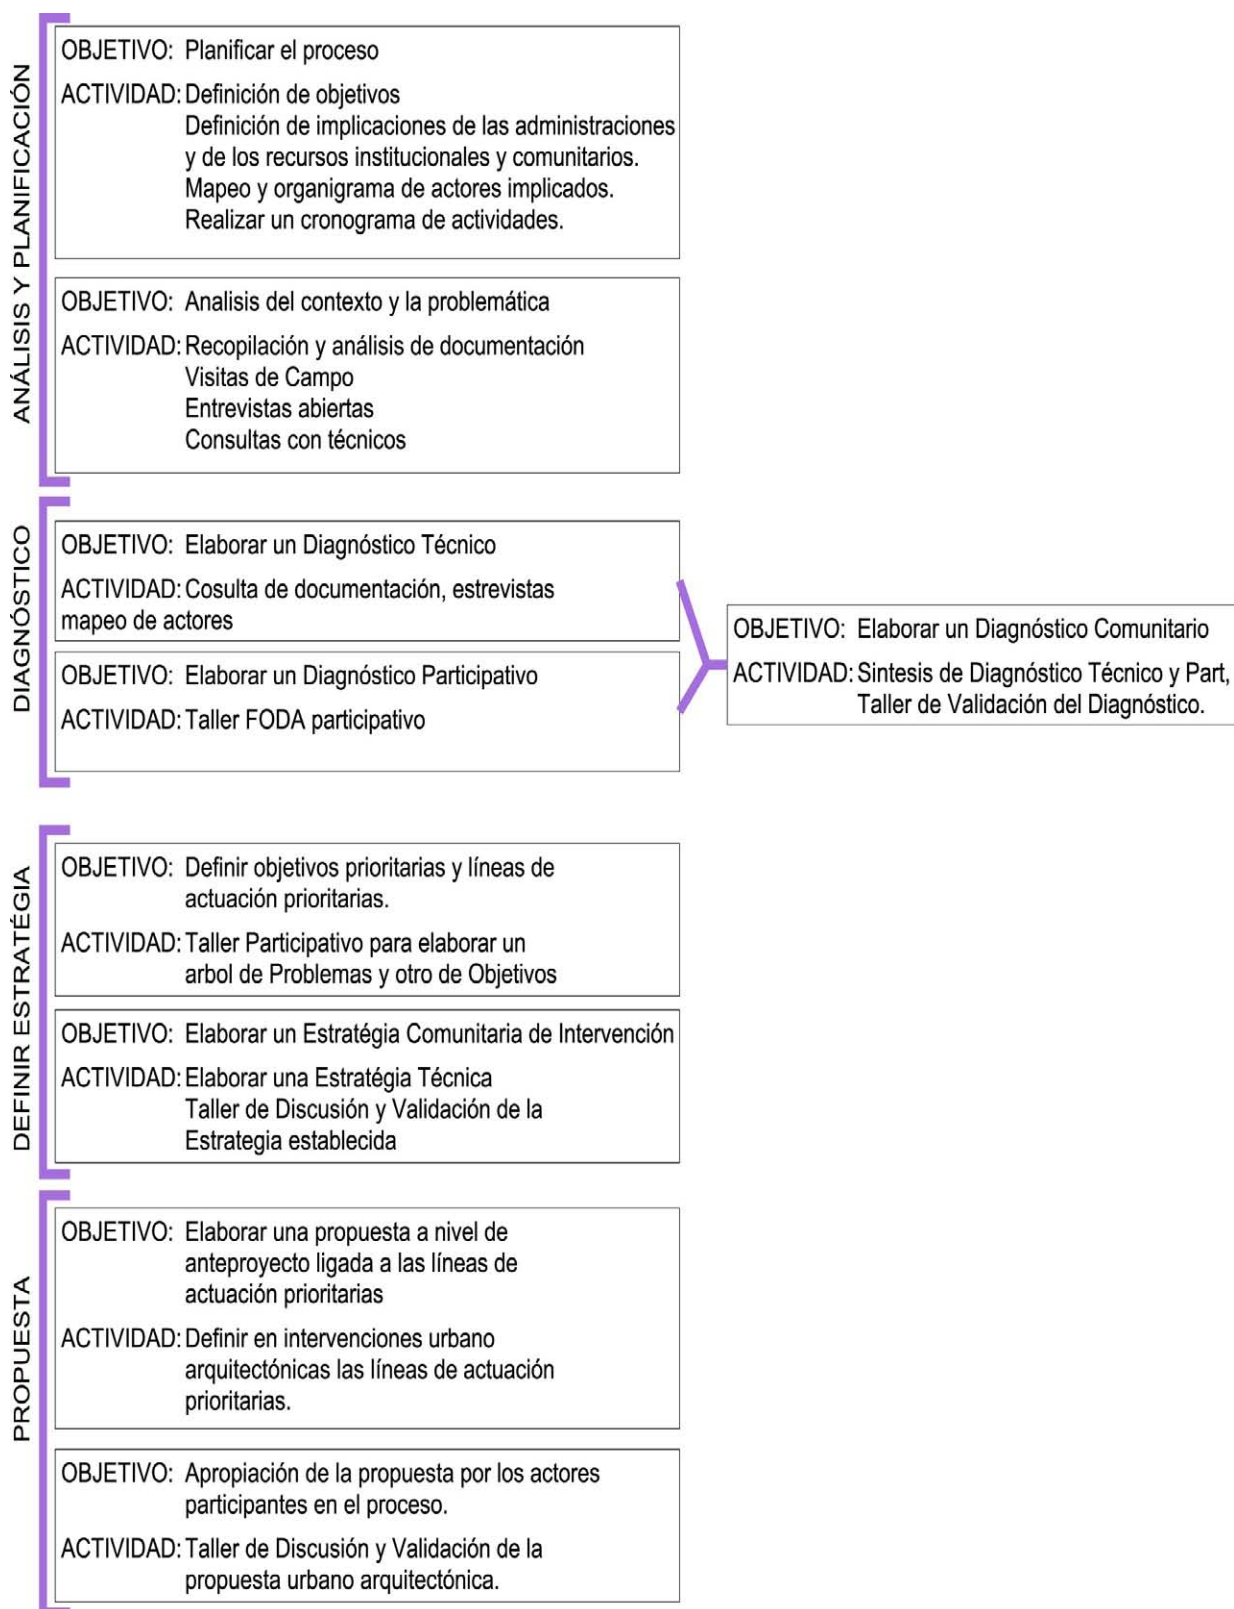 ANÁLISIS Y PLANIFICACIÓN
OBJETIVO: Planificar el proceso
ACTIVIDAD: Definición de objetivos
Definición de implicaciones de las administraciones
y de los recursos institucionales y comunitarios.
Mapeo y organigrama de actores implicados.
Realizar un cronograma de actividades.
OBJETIVO: Analisis del contexto y la problemática
ACTIVIDAD: Recopilación y análisis de documentación
Visitas de Campo
Entrevistas abiertas
Consultas con técnicos
DIAGNÓSTICO
OBJETIVO: Elaborar un Diagnóstico Técnico
ACTIVIDAD: Cosulta de documentación, estrevistas
mapeo de actores
OBJETIVO: Elaborar un Diagnóstico Participativo
ACTIVIDAD: Taller FODA participativo
OBJETIVO: Elaborar un Diagnóstico Comunitario
ACTIVIDAD: Sintesis de Diagnóstico Técnico y Part,
Taller de Validación del Diagnóstico.
DEFINIR ESTRATÉGIA
OBJETIVO: Definir objetivos prioritarias y líneas de
actuación prioritarias.
ACTIVIDAD: Taller Participativo para elaborar un
arbol de Problemas y otro de Objetivos
OBJETIVO: Elaborar un Estratégia Comunitaria de Intervención
ACTIVIDAD: Elaborar una Estratégia Técnica
Taller de Discusión y Validación de la
Estrategia establecida
PROPUESTA
OBJETIVO: Elaborar una propuesta a nivel de
anteproyecto ligada a las líneas de
actuación prioritarias
ACTIVIDAD: Definir en intervenciones urbano
arquitectónicas las líneas de actuación
prioritarias.
OBJETIVO: Apropiación de la propuesta por los actores
participantes en el proceso.
ACTIVIDAD: Taller de Discusión y Validación de la
propuesta urbano arquitectónica.